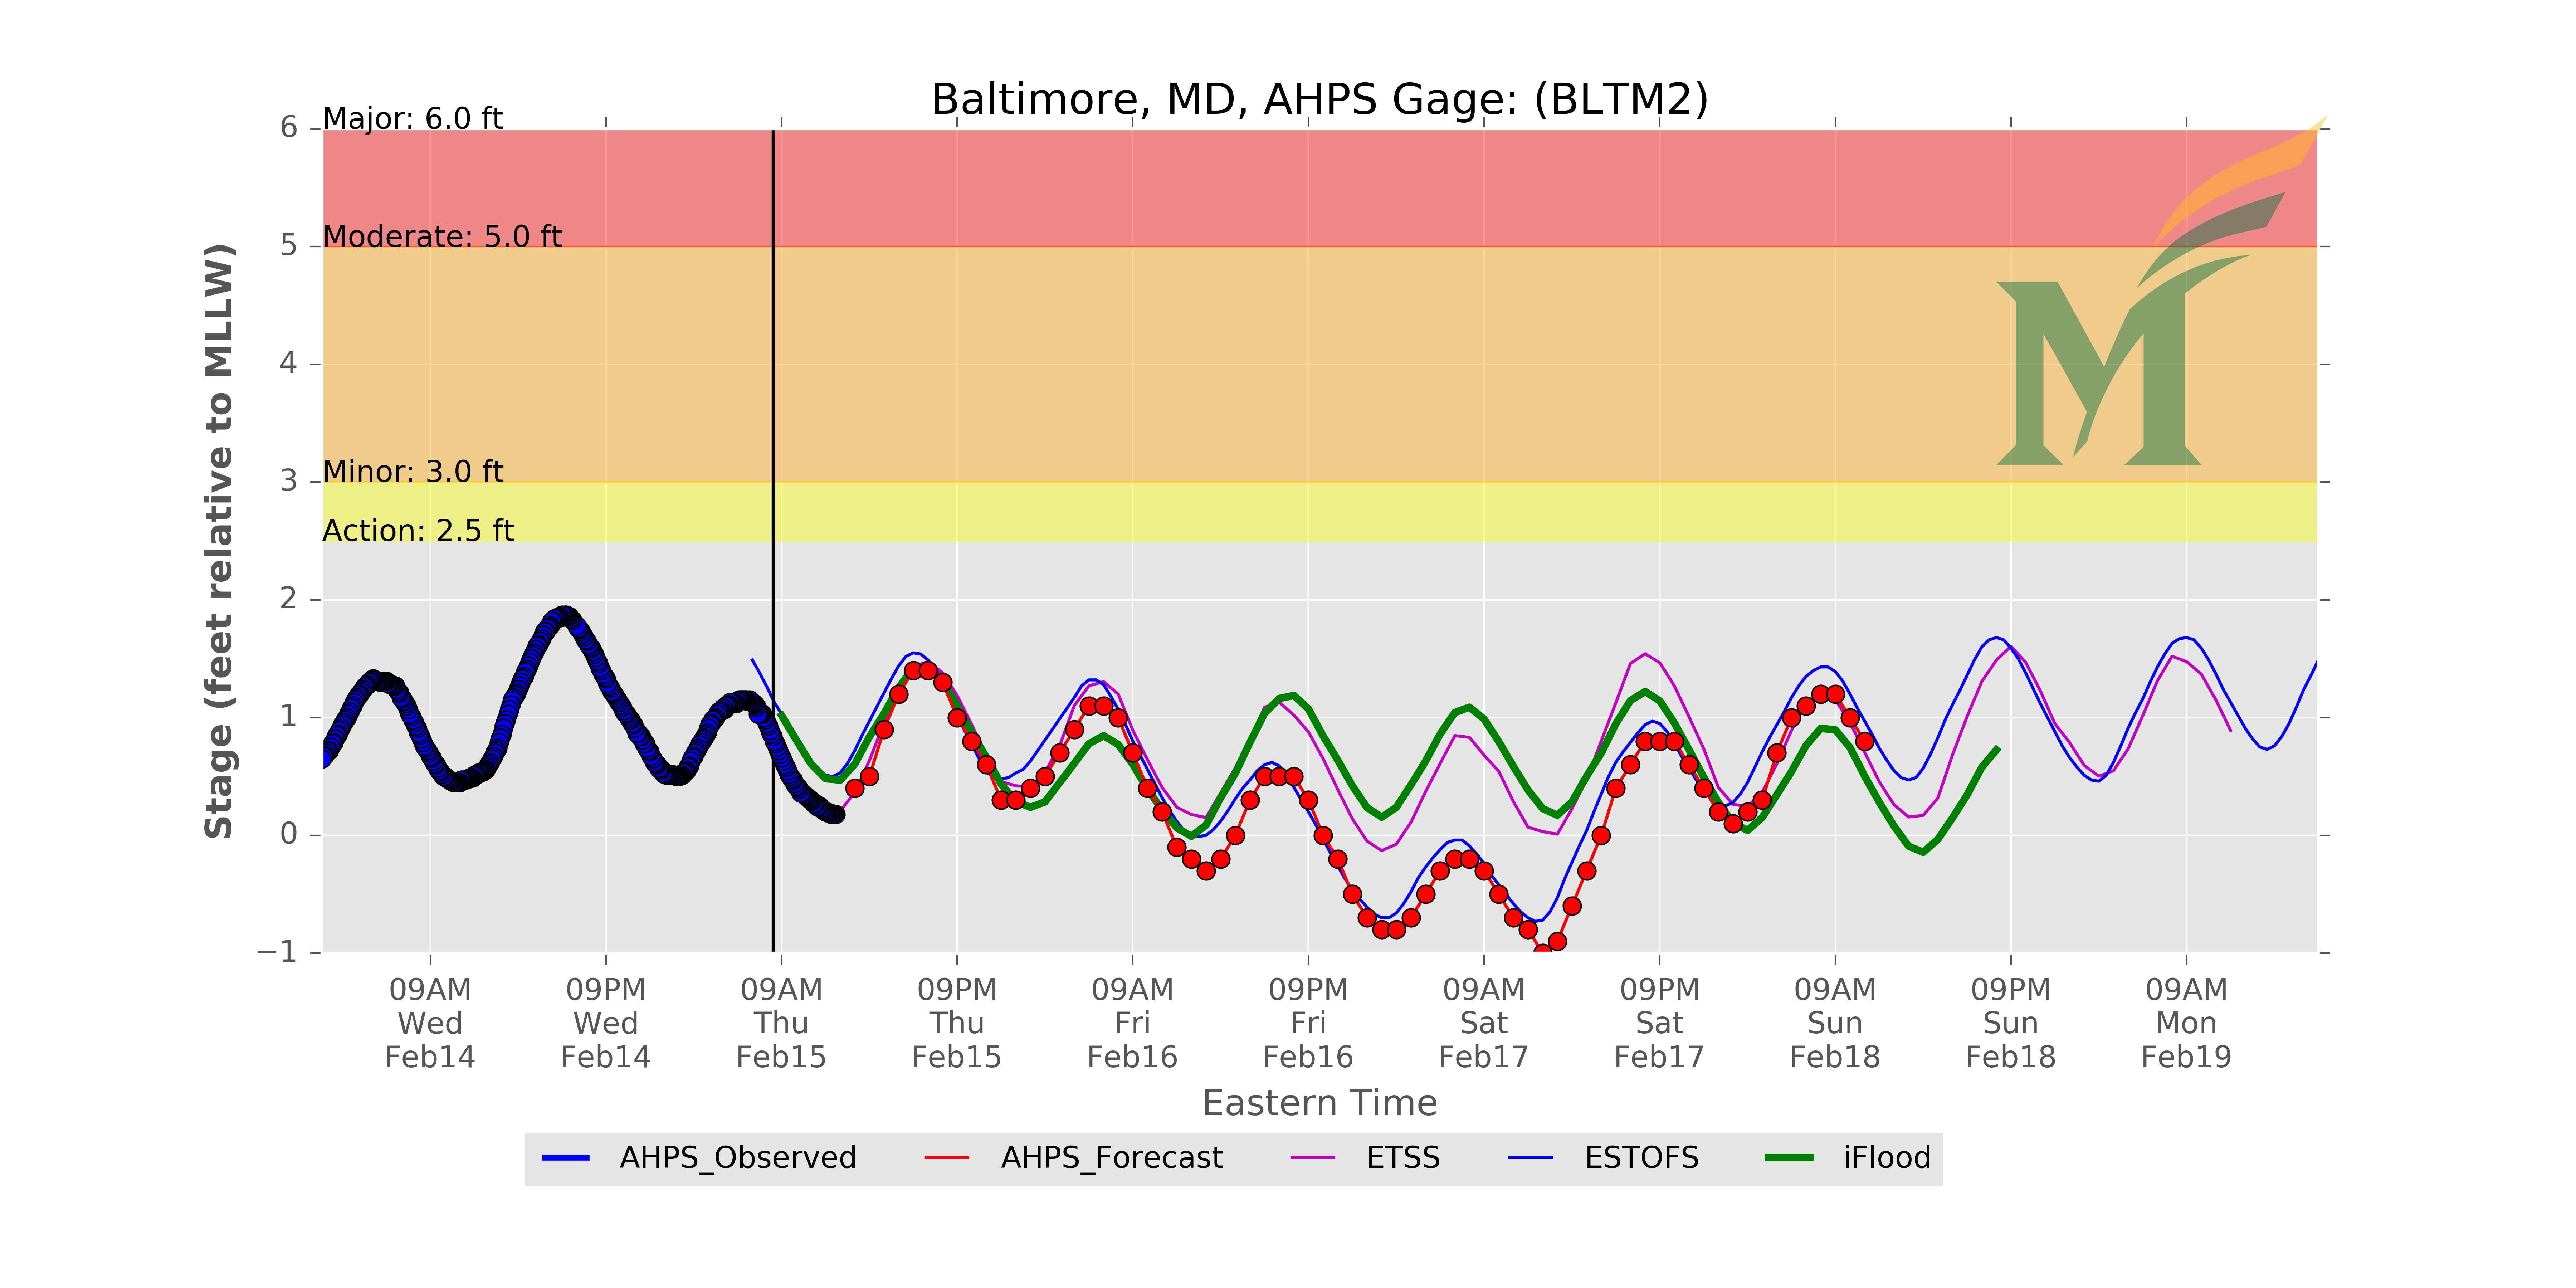 Baltimore, MD, AHPS Gage: (BLTM2)
Major: 6.0 ft
Moderate: 5.0 ft
Minor: 3.0 ft
Action: 2.5 ft
6
5
4
3
2
1
0
−1
Stage (feet relative to MLLW)
M
09AM Wed Feb14
09PM Wed Feb14
09AM Thu Feb15
09PM Thu Feb15
09AM Fri Feb16
09PM Fri Feb16
09AM Sat Feb17
09PM Sat Feb17
09AM Sun Feb18
09PM Sun Feb18
09AM Mon Feb19
Eastern Time
AHPS_Observed
AHPS_Forecast
ETSS
ESTOFS
iFlood